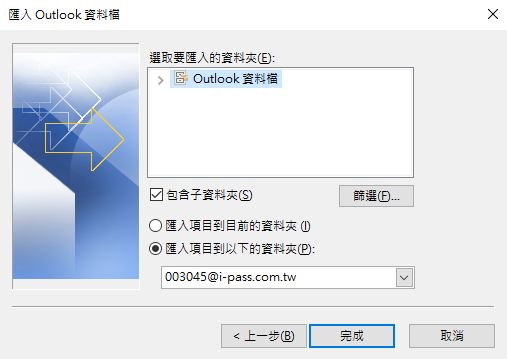 匯入 Outlook 資料檔
選取要匯入的資料夾(E):
Outlook 資料檔
包含子資料夾(S)
篩選(F)...
匯入項目到目前的資料夾 (I)
匯入項目到以下的資料夾(P):
003045@i-pass.com.tw
< 上一步(B)
完成
取消